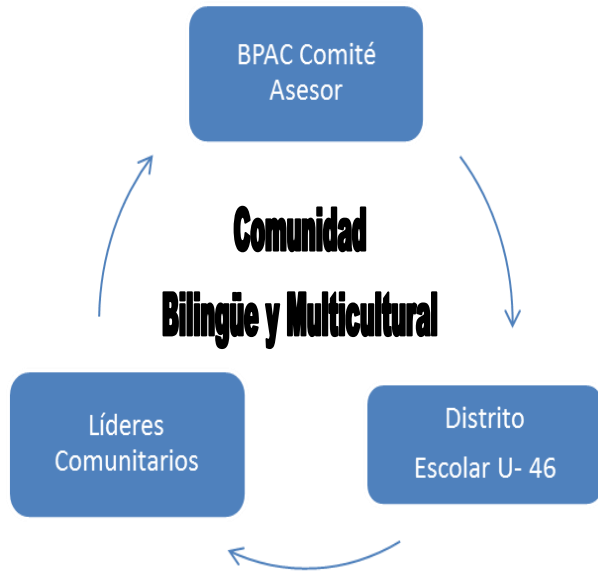 BPAC Comité
Asesor
Comunidad
Bilingüe y Multicultural
Líderes
Comunitarios
Distrito
Escolar U- 46